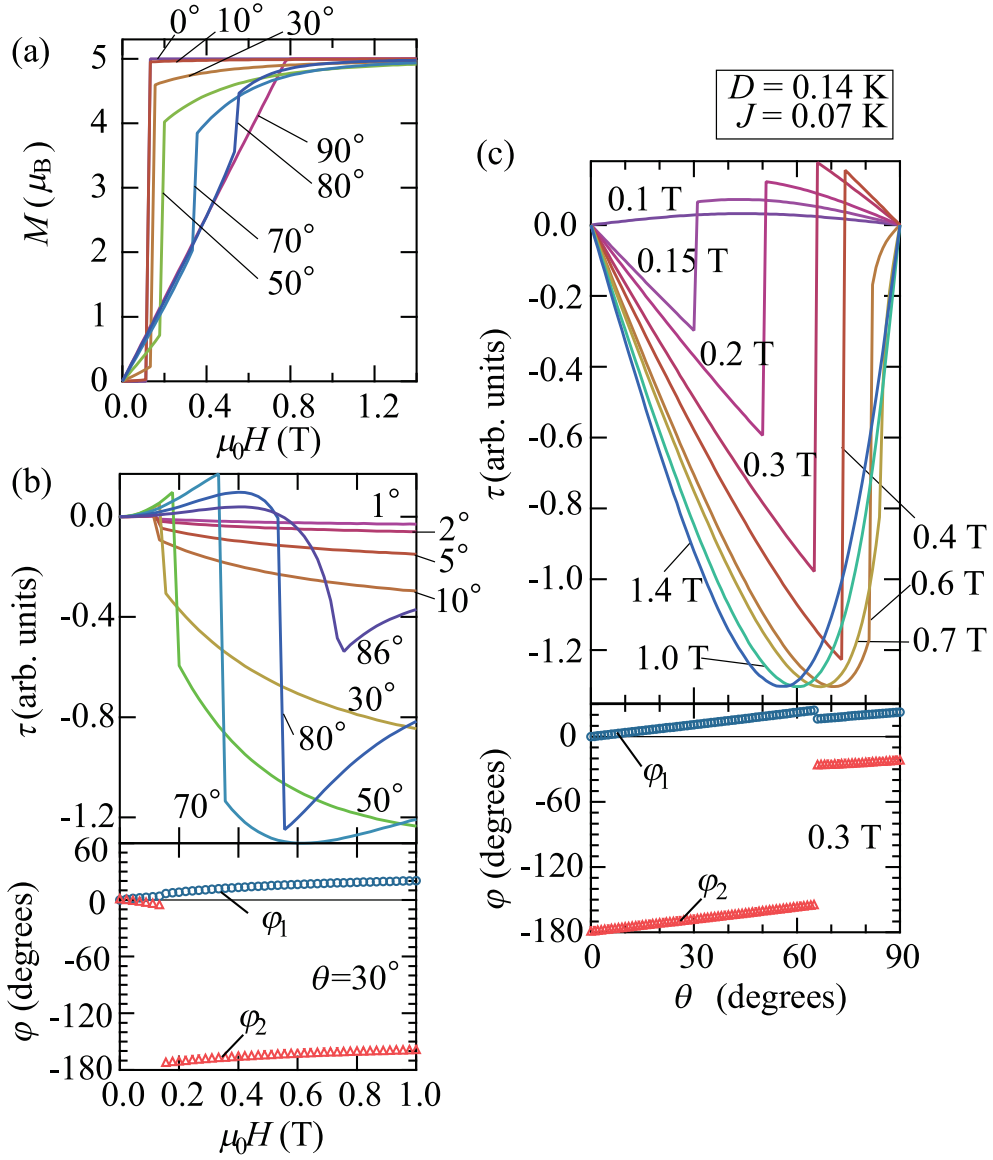 (a)
0°
10°
30°
5
4
3
2
1
0
M (μB)
90°
80°
70°
50°
0.0
0.4
0.8
1.2
μ0H (T)
D = 0.14 K
J = 0.07 K
(b)
0.0
-0.4
-0.8
-1.2
τ (arb. units)
1°
2°
5°
10°
86°
30°
80°
70°
50°
60
0
-60
-120
-180
φ (degrees)
φ1
θ=30°
φ2
0.0
0.2
0.4
0.6
0.8
1.0
μ0H (T)
(c)
0.0
-0.2
-0.4
-0.6
-0.8
-1.0
-1.2
τ (arb. units)
0.1 T
0.15 T
0.2 T
0.3 T
0.4 T
0.6 T
0.7 T
1.4 T
1.0 T
0
-60
-120
-180
φ (degrees)
φ1
0.3 T
φ2
0
30
60
90
θ (degrees)